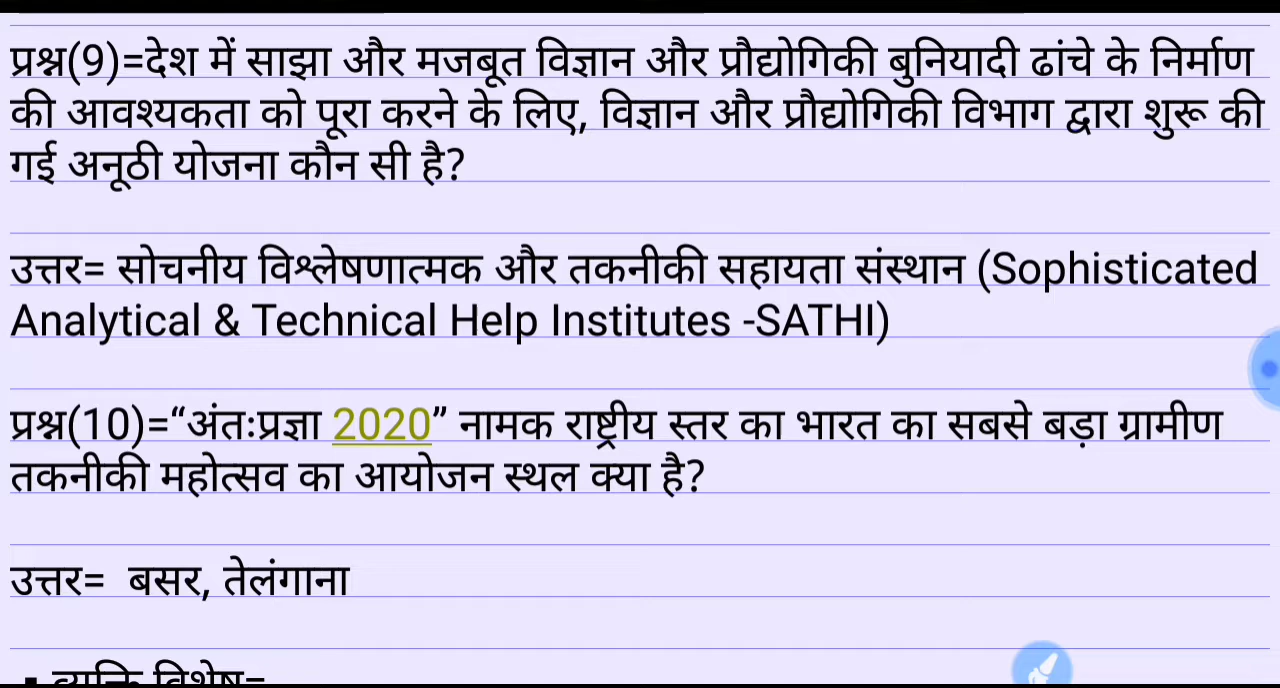 प्रश्न(9)=देश में साझा और मजबूत विज्ञान और प्रौद्योगिकी बुनियादी ढांचे के निर्माण
की आवश्यकता को पूरा करने के लिए, विज्ञान और प्रौद्योगिकी विभाग द्वारा शुरू की
गई अनूठी योजना कौन सी है?
उत्तर= सोचनीय विश्लेषणात्मक और तकनीकी सहायता संस्थान (Sophisticated
Analytical & Technical Help Institutes -SATHI)
प्रश्न(10)=“अंतःप्रज्ञा 2020” नामक राष्ट्रीय स्तर का भारत का सबसे बड़ा ग्रामीण
तकनीकी महोत्सव का आयोजन स्थल क्या है?
उत्तर= बसर, तेलंगाना
▪ व्यक्ति विशेष=